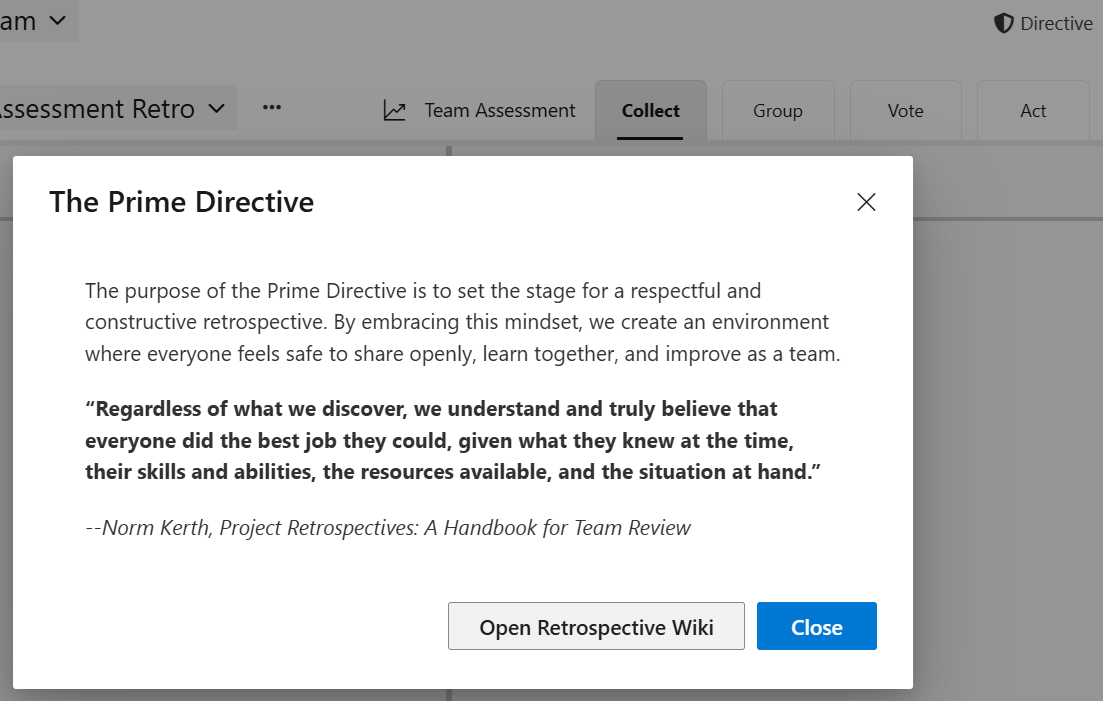 am
Directive
ssessment Retro
Team Assessment
Collect
Group
Vote
Act
The Prime Directive
The purpose of the Prime Directive is to set the stage for a respectful and
constructive retrospective. By embracing this mindset, we create an environment
where everyone feels safe to share openly, learn together, and improve as a team.
“Regardless of what we discover, we understand and truly believe that
everyone did the best job they could, given what they knew at the time,
their skills and abilities, the resources available, and the situation at hand.”
--Norm Kerth, Project Retrospectives: A Handbook for Team Review
Open Retrospective Wiki
Close